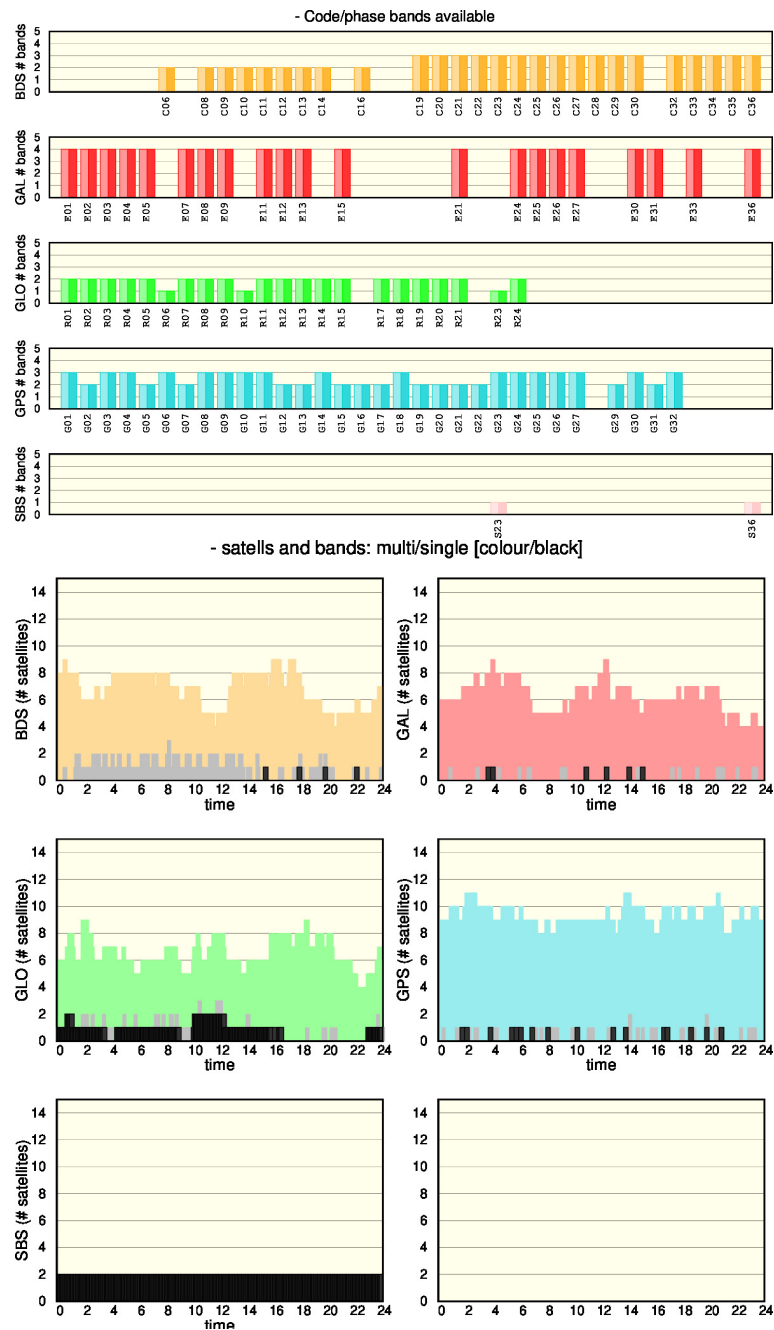 - Code/phase bands available
BDS # bands
5
4
3
2
1
0
C06 C08 C09 C10 C11 C12 C13 C14 C16 C19 C20 C21 C22 C23 C24 C25 C26 C27 C28 C29 C30 C32 C33 C34 C35 C36
GAL # bands
5
4
3
2
1
0
E01 E02 E03 E04 E05 E07 E08 E09 E11 E12 E13 E15 E21 E24 E25 E26 E27 E30 E31 E33 E36
GLO # bands
5
4
3
2
1
0
R01 R02 R03 R04 R05 R06 R07 R08 R09 R10 R11 R12 R13 R14 R15 R17 R18 R19 R20 R21 R23 R24
GPS # bands
5
4
3
2
1
0
G01 G02 G03 G04 G05 G06 G07 G08 G09 G10 G11 G12 G13 G14 G15 G16 G17 G18 G19 G20 G21 G22 G23 G24 G25 G26 G27 G29 G30 G31 G32
SBS # bands
5
4
3
2
1
0
S23 S36
- satells and bands: multi/single [colour/black]
BDS (# satellites)
14
12
10
8
6
4
2
0
0 2 4 6 8 10 12 14 16 18 20 22 24
time
GAL (# satellites)
14
12
10
8
6
4
2
0
0 2 4 6 8 10 12 14 16 18 20 22 24
time
GLO (# satellites)
14
12
10
8
6
4
2
0
0 2 4 6 8 10 12 14 16 18 20 22 24
time
GPS (# satellites)
14
12
10
8
6
4
2
0
0 2 4 6 8 10 12 14 16 18 20 22 24
time
SBS (# satellites)
14
12
10
8
6
4
2
0
0 2 4 6 8 10 12 14 16 18 20 22 24
time
14
12
10
8
6
4
2
0
0 2 4 6 8 10 12 14 16 18 20 22 24